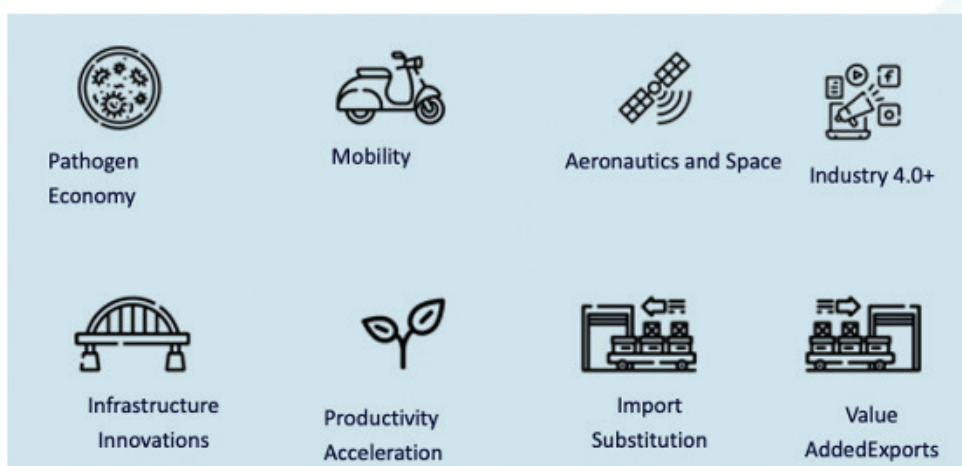 Pathogen
Economy
Mobility
Aeronautics and Space
Industry 4.0+
Infrastructure
Innovations
Productivity
Acceleration
Import
Substitution
Value
AddedExports